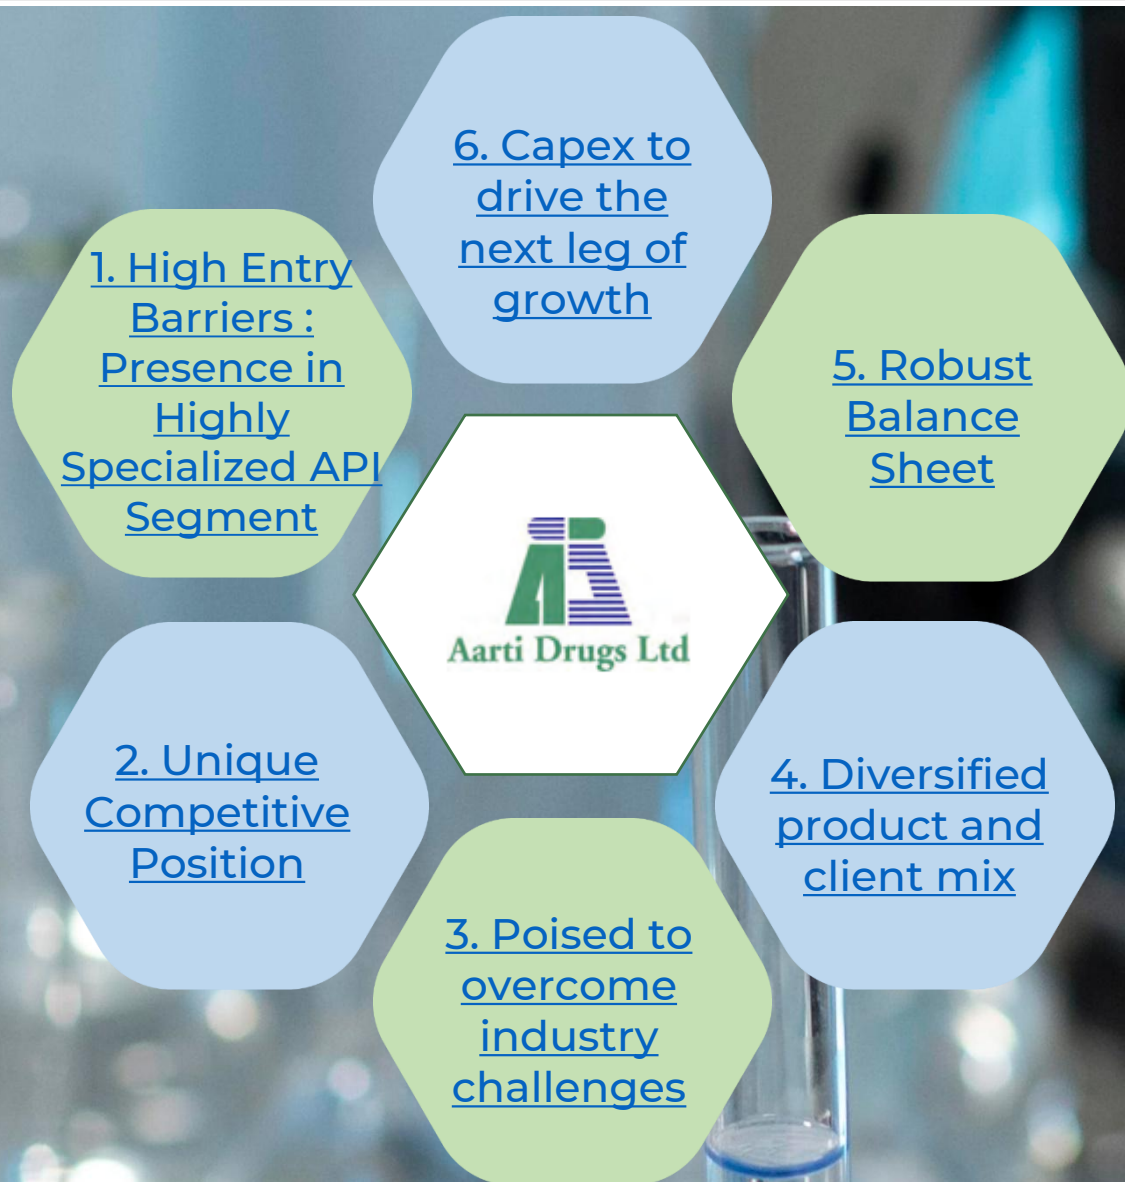 6. Capex to
drive the
next leg of
growth
1. High Entry
Barriers :
Presence in
Highly
Specialized API
Segment
5. Robust
Balance
Sheet
Aarti Drugs Ltd
2. Unique
Competitive
Position
4. Diversified
product and
client mix
3. Poised to
overcome
industry
challenges